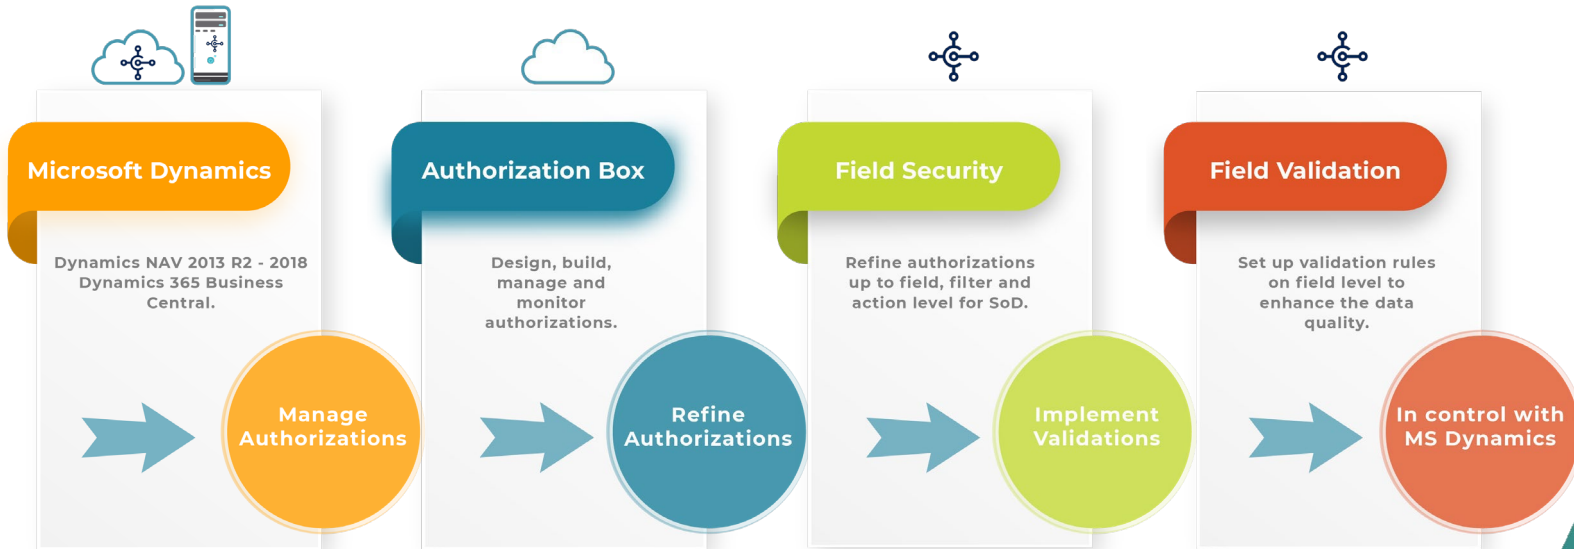 Microsoft Dynamics
Dynamics NAV 2013 R2 - 2018
Dynamics 365 Business
Central.
Manage
Authorizations
Authorization Box
Design, build,
manage and
monitor
authorizations.
Refine
Authorizations
Field Security
Refine authorizations
up to field, filter and
action level for SoD.
Implement
Validations
Field Validation
Set up validation rules
on field level to
enhance the data
quality.
In control with
MS Dynamics